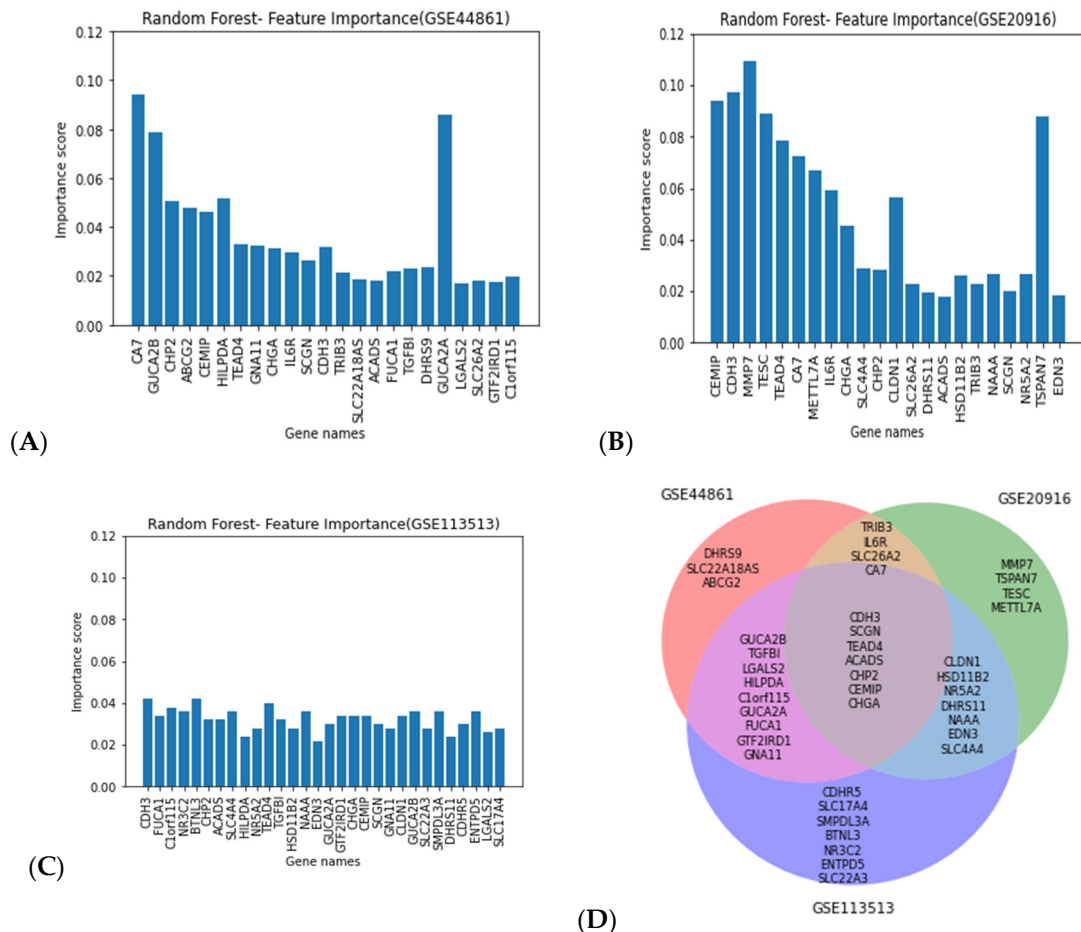 Random Forest- Feature Importance(GSE44861)
Importance score
0.12
0.10
0.08
0.06
0.04
0.02
0.00
CA7
GUCA2B
CHP2
ABCG2
CEMIP
HILPDA
TEAD4
GNA11
CHGA
IL6R
SCGN
CDH3
TRIB3
SLC22A18AS
ACADS
FUCA1
TGFBI
DHRS9
GUCA2A
LGALS2
SLC26A2
GTF2IRD1
C1orf115
Gene names
(A)
Random Forest- Feature Importance(GSE20916)
Importance score
0.12
0.10
0.08
0.06
0.04
0.02
0.00
CEMIP
CDH3
MMP7
TESC
TEAD4
CA7
METTL7A
IL6R
CHGA
SLC4A4
CHP2
CLDN1
SLC26A2
DHRS11
ACADS
HSD11B2
TRIB3
NAAA
SCGN
NR5A2
TSPAN7
EDN3
Gene names
(B)
Random Forest- Feature Importance(GSE113513)
Importance score
0.12
0.10
0.08
0.06
0.04
0.02
0.00
CDH3
FUCA1
C1orf115
NR3C2
BTNL3
CHP2
ACADS
SLC4A4
HILPDA
NR5A2
TEAD4
TGFBI
HSD11B2
NAAA
EDN3
GUCA2A
GTF2IRD1
CHGA
CEMIP
SCGN
GNA11
CLDN1
GUCA2B
SLC22A3
SMPDL3A
DHRS11
CDHR5
ENTPD5
LGALS2
SLC17A4
Gene names
(C)
GSE44861
GSE20916
TRIB3
IL6R
SLC26A2
CA7
DHRS9
SLC22A18AS
ABCG2
MMP7
TSPAN7
TESC
METTL7A
CDH3
SCGN
TEAD4
ACADS
CHP2
CEMIP
CHGA
GUCA2B
TGFBI
LGALS2
HILPDA
C1orf115
GUCA2A
FUCA1
GTF2IRD1
GNA11
CLDN1
HSD11B2
NR5A2
DHRS11
NAAA
EDN3
SLC4A4
CDHR5
SLC17A4
SMPDL3A
BTNL3
NR3C2
ENTPD5
SLC22A3
GSE113513
(D)